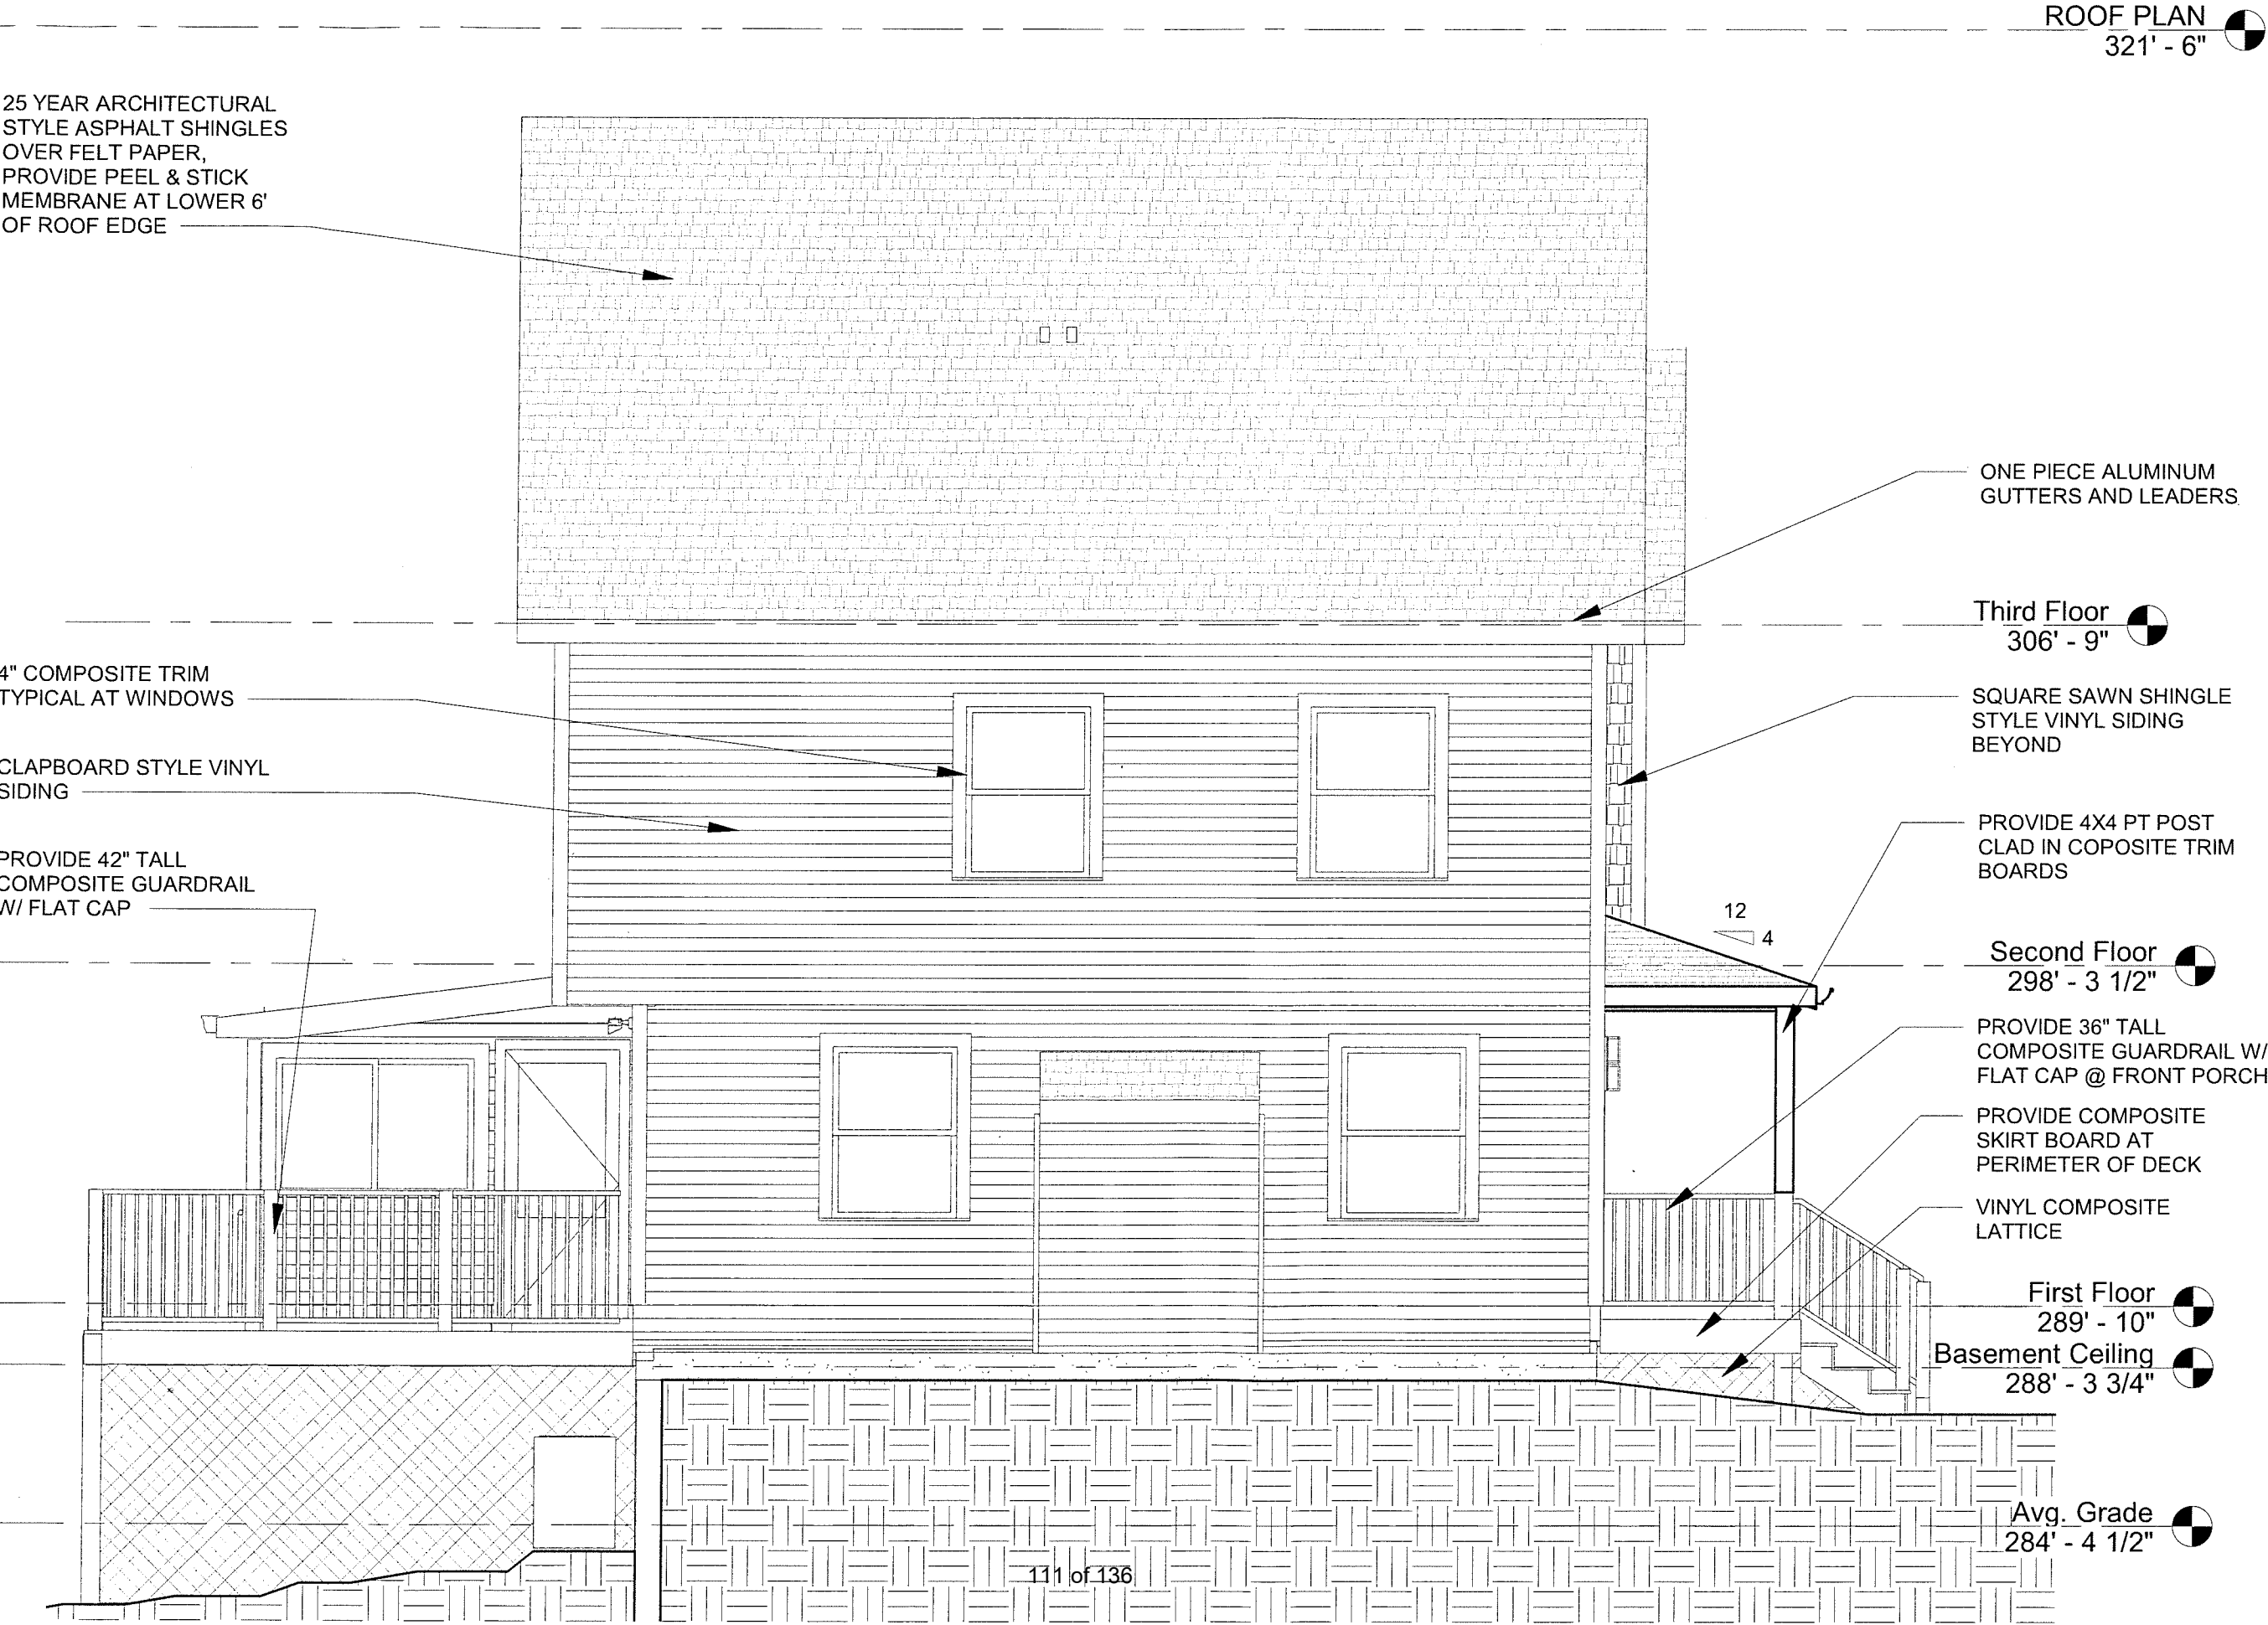 ROOF PLAN
321' - 6"
25 YEAR ARCHITECTURAL
STYLE ASPHALT SHINGLES
OVER FELT PAPER,
PROVIDE PEEL & STICK
MEMBRANE AT LOWER 6'
OF ROOF EDGE
ONE PIECE ALUMINUM
GUTTERS AND LEADERS
Third Floor
306' - 9"
4" COMPOSITE TRIM
TYPICAL AT WINDOWS
SQUARE SAWN SHINGLE
STYLE VINYL SIDING
BEYOND
CLAPBOARD STYLE VINYL
SIDING
PROVIDE 4X4 PT POST
CLAD IN COPOSITE TRIM
BOARDS
PROVIDE 42" TALL
COMPOSITE GUARDRAIL
W/ FLAT CAP
12
4
Second Floor
298' - 3 1/2"
PROVIDE 36" TALL
COMPOSITE GUARDRAIL W/
FLAT CAP @ FRONT PORCH
PROVIDE COMPOSITE
SKIRT BOARD AT
PERIMETER OF DECK
VINYL COMPOSITE
LATTICE
First Floor
289' - 10"
Basement Ceiling
288' - 3 3/4"
Avg. Grade
284' - 4 1/2"
111 of 136